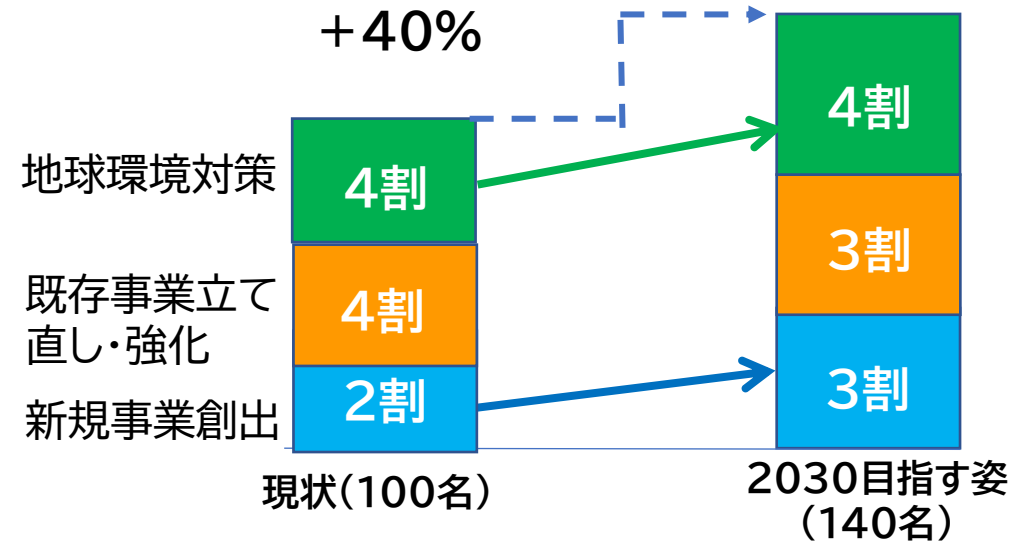 +40%
地球環境対策
4割
4割
既存事業立て
直し・強化
4割
3割
新規事業創出
2割
3割
現状(100名)
2030目指す姿
(140名)